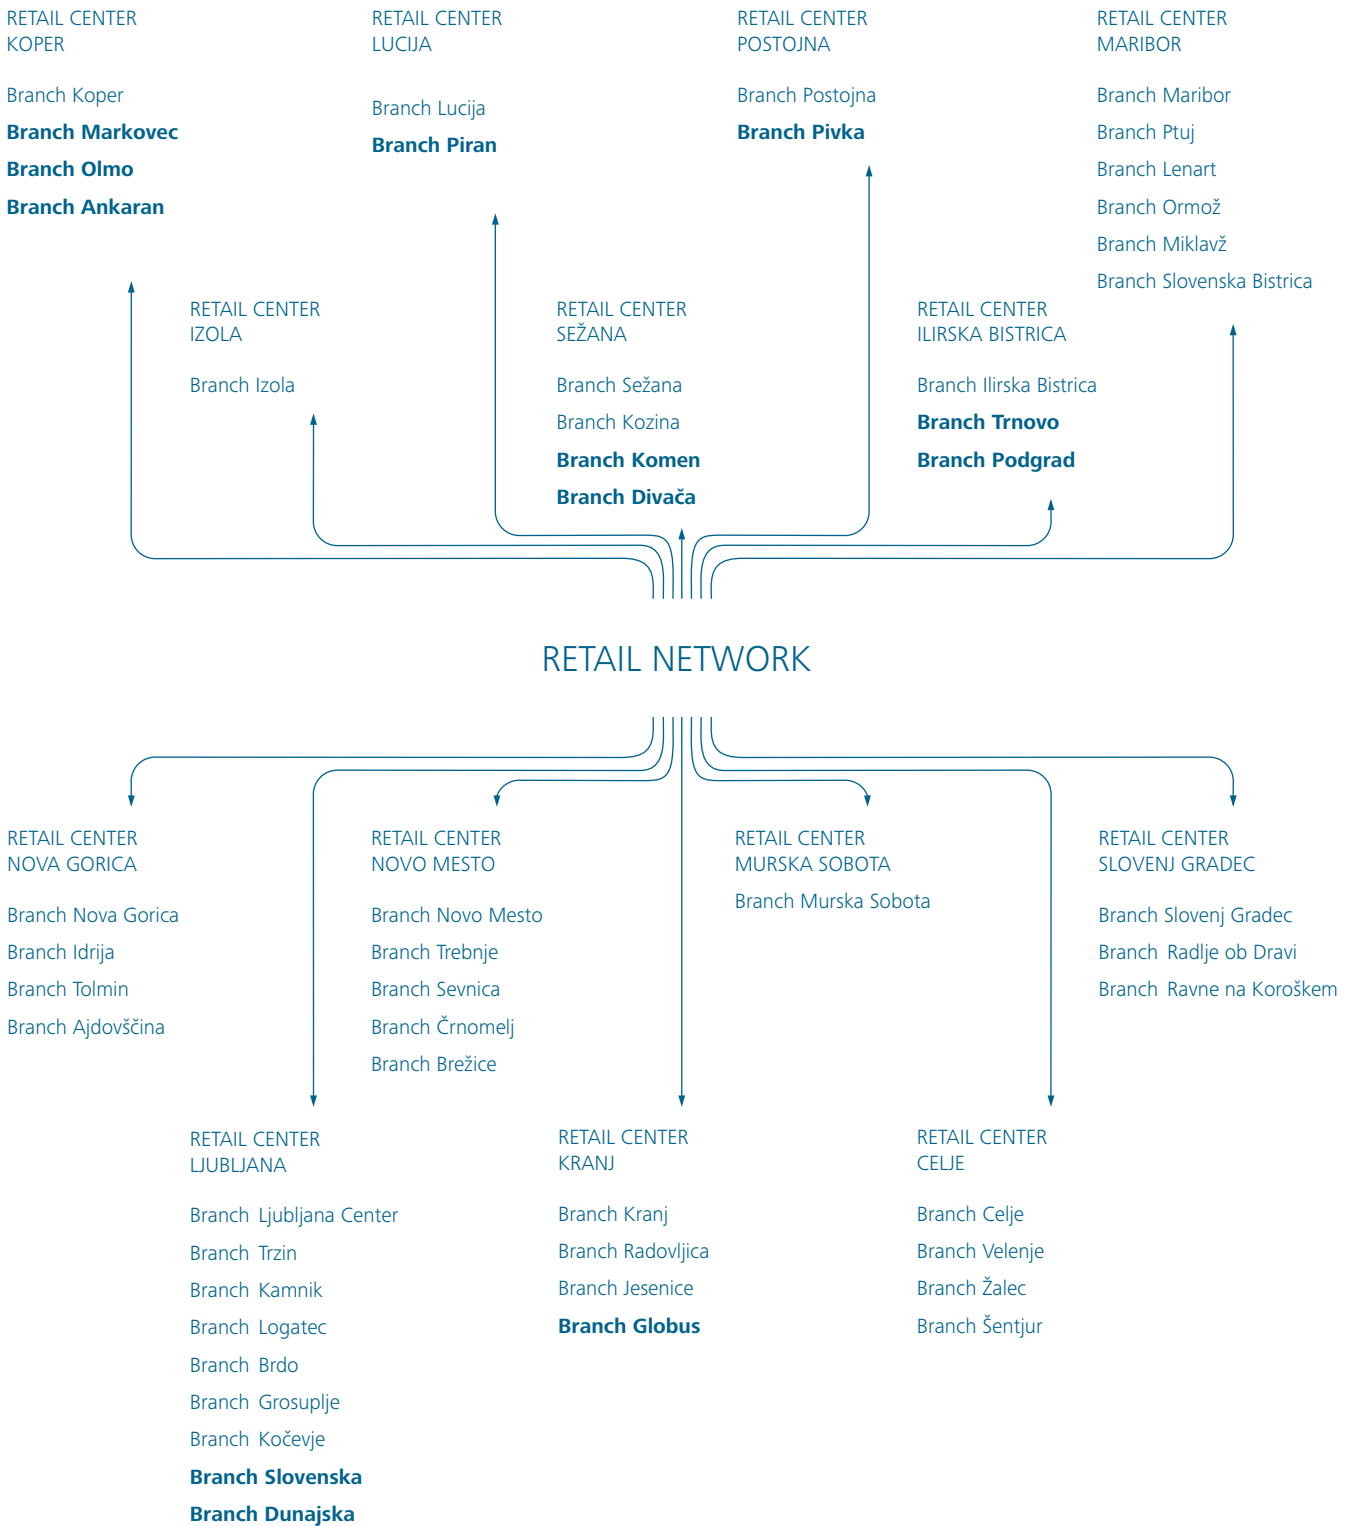 RETAIL CENTER
KOPER
Branch Koper
Branch Markovec
Branch Olmo
Branch Ankaran
RETAIL CENTER
LUCIJA
Branch Lucija
Branch Piran
RETAIL CENTER
POSTOJNA
Branch Postojna
Branch Pivka
RETAIL CENTER
MARIBOR
Branch Maribor
Branch Ptuj
Branch Lenart
Branch Ormož
Branch Miklavž
Branch Slovenska Bistrica
RETAIL CENTER
IZOLA
Branch Izola
RETAIL CENTER
SEŽANA
Branch Sežana
Branch Kozina
Branch Komen
Branch Divača
RETAIL CENTER
ILIRSKA BISTRICA
Branch Ilirska Bistrica
Branch Trnovo
Branch Podgrad
RETAIL NETWORK
RETAIL CENTER
NOVA GORICA
Branch Nova Gorica
Branch Idrija
Branch Tolmin
Branch Ajdovščina
RETAIL CENTER
NOVO MESTO
Branch Novo Mesto
Branch Trebnje
Branch Sevnica
Branch Črnomelj
Branch Brežice
RETAIL CENTER
MURSKA SOBOTA
Branch Murska Sobota
RETAIL CENTER
SLOVENJ GRADEC
Branch Slovenj Gradec
Branch Radlje ob Dravi
Branch Ravne na Koroškem
RETAIL CENTER
LJUBLJANA
Branch Ljubljana Center
Branch Trzin
Branch Kamnik
Branch Logatec
Branch Brdo
Branch Grosuplje
Branch Kočevje
Branch Slovenska
Branch Dunajska
RETAIL CENTER
KRANJ
Branch Kranj
Branch Radovljica
Branch Jesenice
Branch Globus
RETAIL CENTER
CELJE
Branch Celje
Branch Velenje
Branch Žalec
Branch Šentjur